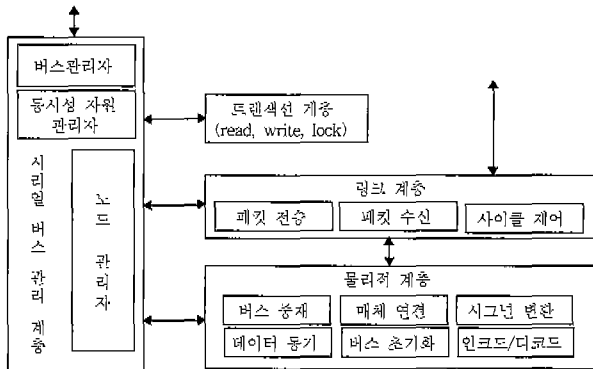 버스관리자
동시성 자원
관리자
트랜색션 계층
(read, write, lock)
시리얼 버스 관리 계층
노드 관리자
링크 계층
패킷 전송
패킷 수신
사이클 제어
물리적 계층
버스 중재
매체 연결
시그널 변환
데이터 동기
버스 초기화
인크드/디코드